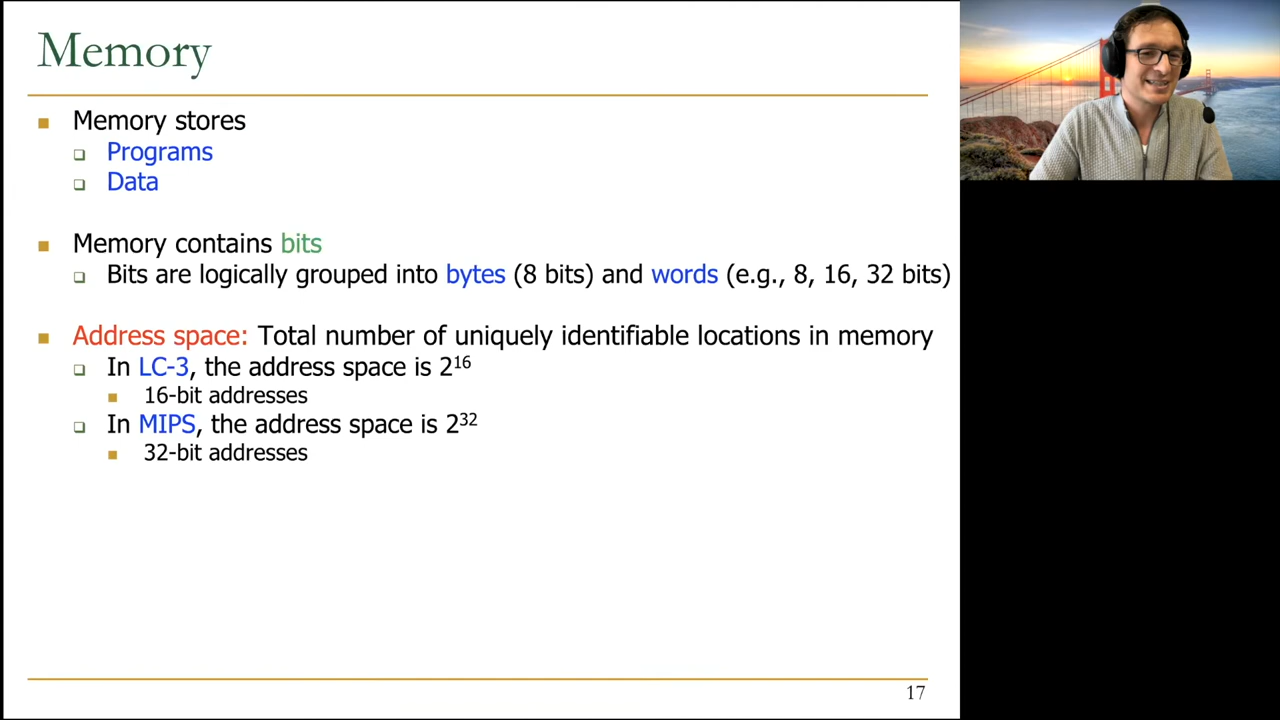 Memory
Memory stores
Programs
Data
Memory contains bits
Bits are logically grouped into bytes (8 bits) and words (e.g., 8, 16, 32 bits)
Address space: Total number of uniquely identifiable locations in memory
In LC-3, the address space is 2¹⁶
16-bit addresses
In MIPS, the address space is 2³²
32-bit addresses
17